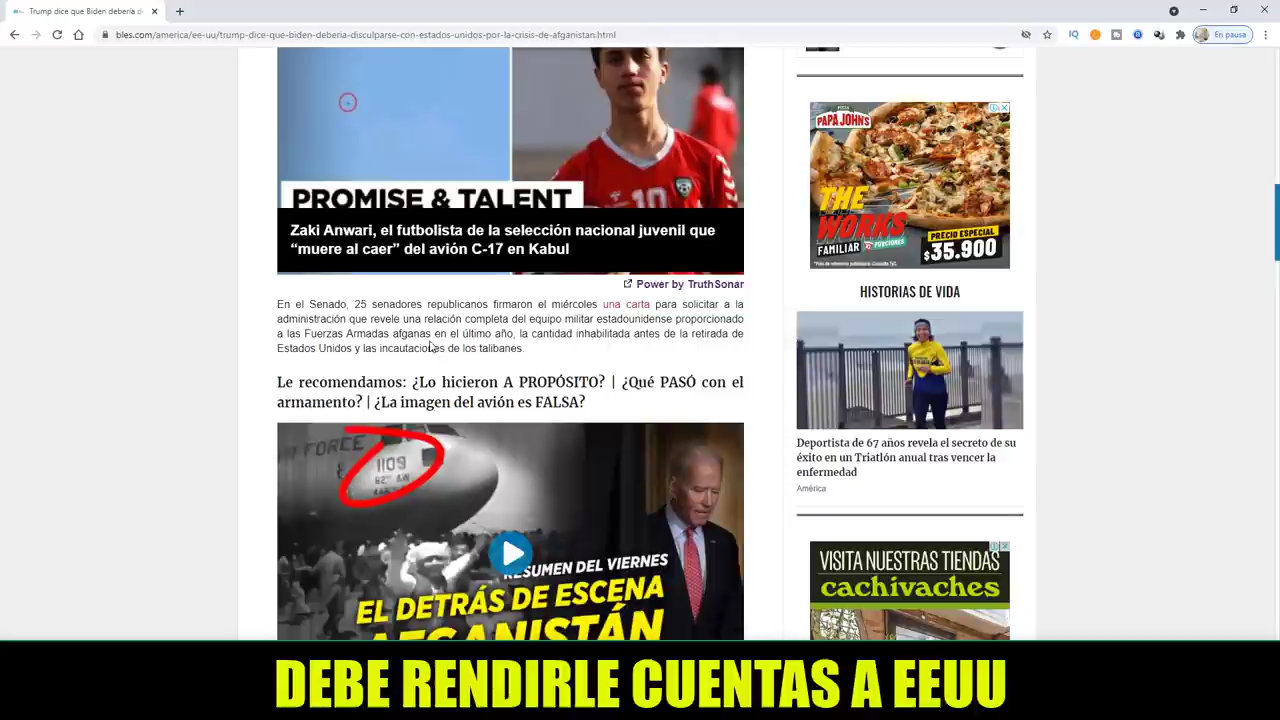 Trump dice que Biden debería d
bles.com/america/ee-uu/trump-dice-que-biden-deberia-disculparse-con-estados-unidos-por-la-crisis-de-afganistan.html
En pausa
PROMISE & TALENT
10
Zaki Anwari, el futbolista de la selección nacional juvenil que
“muere al caer” del avión C-17 en Kabul
Power by TruthSonar
En el Senado, 25 senadores republicanos firmaron el miércoles una carta para solicitar a la
administración que revele una relación completa del equipo militar estadounidense proporcionado
a las Fuerzas Armadas afganas en el último año, la cantidad inhabilitada antes de la retirada de
Estados Unidos y las incautaciones de los talibanes.
Le recomendamos: ¿Lo hicieron A PROPÓSITO? | ¿Qué PASÓ con el
armamento? | ¿La imagen del avión es FALSA?
FORCE
1109
RESUMEN DEL VIERNES
EL DETRÁS DE ESCENA
AFGANISTÁN
PIZZA
PAPA JOHN'S
THE
WORKS
FAMILIAR
PORCIONES
PRECIO ESPECIAL
$35.900
HISTORIAS DE VIDA
Deportista de 67 años revela el secreto de su
éxito en un Triatlón anual tras vencer la
enfermedad
América
VISITA NUESTRAS TIENDAS
cachivaches
DEBE RENDIRLE CUENTAS A EEUU